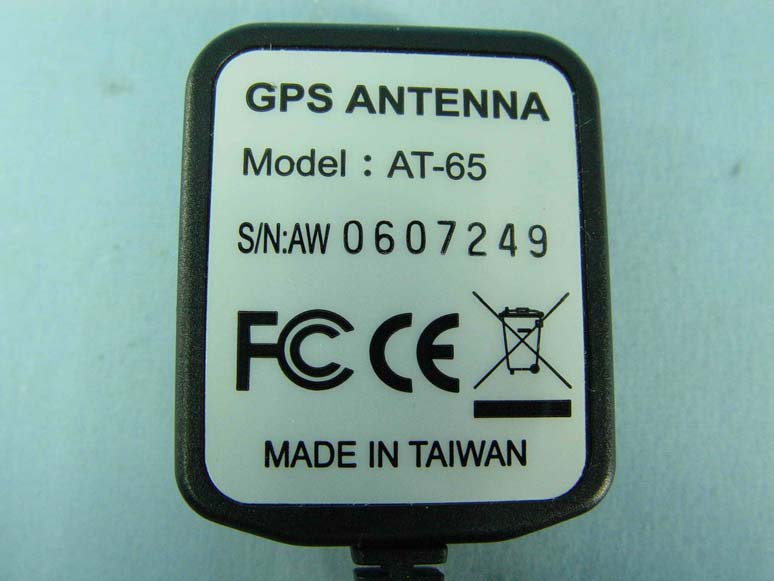 GPS ANTENNA
Model : AT-65
S/N:AW 0607249
FC CE
MADE IN TAIWAN